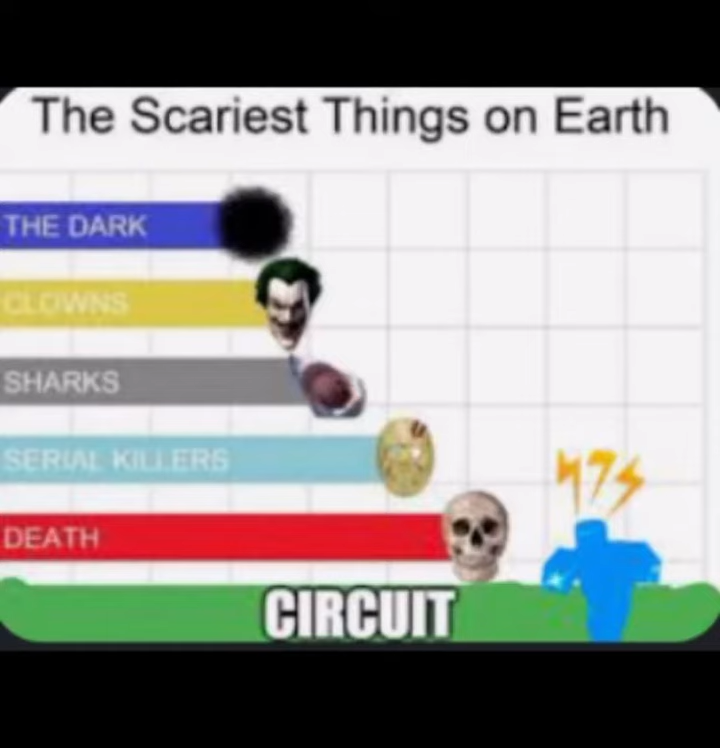 The Scariest Things on Earth
THE DARK
CLOWNS
SHARKS
SERIAL KILLERS
DEATH
CIRCUIT